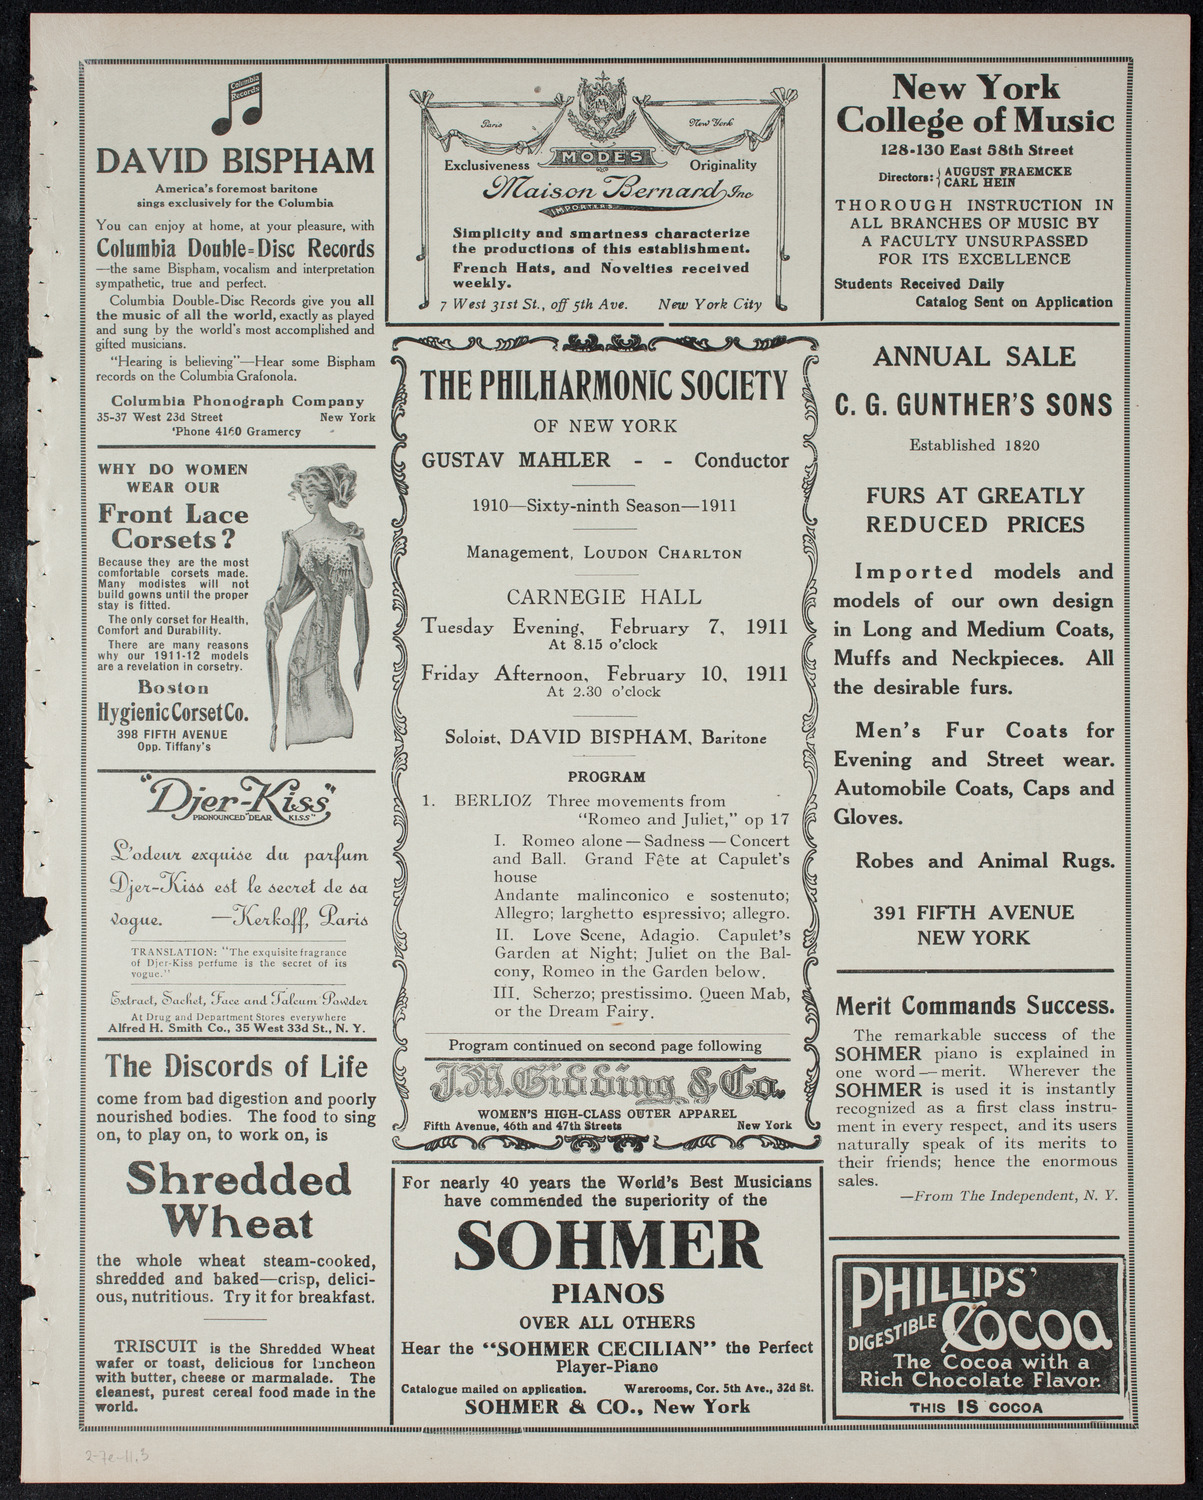 Columbia
Records
DAVID BISPHAM
America's foremost baritone
sings exclusively for the Columbia
You can enjoy at home, at your pleasure, with
Columbia Double=Disc Records
—the same Bispham, vocalism and interpretation
sympathetic, true and perfect.
Columbia Double-Disc Records give you all
the music of all the world, exactly as played
and sung by the world's most accomplished and
gifted musicians.
"Hearing is believing"—Hear some Bispham
records on the Columbia Grafonola.
Columbia Phonograph Company
35-37 West 23d Street New York
'Phone 4160 Gramercy
WHY DO WOMEN
WEAR OUR
Front Lace
Corsets?
Because they are the most
comfortable corsets made.
Many modistes will not
build gowns until the proper
stay is fitted.
The only corset for Health,
Comfort and Durability.
There are many reasons
why our 1911-12 models
are a revelation in corsetry.
Boston
Hygienic Corset Co.
398 FIFTH AVENUE
Opp. Tiffany's
"Djer-Kiss"
PRONOUNCED "DEAR KISS"
L'odeur exquise du parfum
Djer-Kiss est le secret de sa
vogue. —Kerkoff, Paris
TRANSLATION: "The exquisite fragrance
of Djer-Kiss perfume is the secret of its
vogue."
Extract, Sachet, Face and Talcum Powder
At Drug and Department Stores everywhere
Alfred H. Smith Co., 35 West 33d St., N. Y.
The Discords of Life
come from bad digestion and poorly
nourished bodies. The food to sing
on, to play on, to work on, is
Shredded
Wheat
the whole wheat steam-cooked,
shredded and baked—crisp, delici-
ous, nutritious. Try it for breakfast.
TRISCUIT is the Shredded Wheat
wafer or toast, delicious for luncheon
with butter, cheese or marmalade. The
cleanest, purest cereal food made in the
world.
Paris New York
Exclusiveness MODES Originality
Maison Bernard Inc
IMPORTERS
Simplicity and smartness characterize
the productions of this establishment.
French Hats, and Novelties received
weekly.
7 West 31st St., off 5th Ave. New York City
THE PHILHARMONIC SOCIETY
OF NEW YORK
GUSTAV MAHLER - - Conductor
1910—Sixty-ninth Season—1911
Management, LOUDON CHARLTON
CARNEGIE HALL
Tuesday Evening, February 7, 1911
At 8.15 o'clock
Friday Afternoon, February 10, 1911
At 2.30 o'clock
Soloist, DAVID BISPHAM, Baritone
PROGRAM
1. BERLIOZ Three movements from
"Romeo and Juliet," op 17
I. Romeo alone—Sadness—Concert
and Ball. Grand Fête at Capulet's
house
Andante malinconico e sostenuto;
Allegro; larghetto espressivo; allegro.
II. Love Scene, Adagio. Capulet's
Garden at Night; Juliet on the Bal-
cony, Romeo in the Garden below.
III. Scherzo; prestissimo. Queen Mab,
or the Dream Fairy.
Program continued on second page following
J.M. Gidding & Co.
WOMEN'S HIGH-CLASS OUTER APPAREL
Fifth Avenue, 46th and 47th Streets New York
For nearly 40 years the World's Best Musicians
have commended the superiority of the
SOHMER
PIANOS
OVER ALL OTHERS
Hear the "SOHMER CECILIAN" the Perfect
Player-Piano
Catalogue mailed on application. Warerooms, Cor. 5th Ave., 32d St.
SOHMER & CO., New York
New York
College of Music
128-130 East 58th Street
Directors: { AUGUST FRAEMCKE
CARL HEIN
THOROUGH INSTRUCTION IN
ALL BRANCHES OF MUSIC BY
A FACULTY UNSURPASSED
FOR ITS EXCELLENCE
Students Received Daily
Catalog Sent on Application
ANNUAL SALE
C. G. GUNTHER'S SONS
Established 1820
FURS AT GREATLY
REDUCED PRICES
Imported models and
models of our own design
in Long and Medium Coats,
Muffs and Neckpieces. All
the desirable furs.
Men's Fur Coats for
Evening and Street wear.
Automobile Coats, Caps and
Gloves.
Robes and Animal Rugs.
391 FIFTH AVENUE
NEW YORK
Merit Commands Success.
The remarkable success of the
SOHMER piano is explained in
one word—merit. Wherever the
SOHMER is used it is instantly
recognized as a first class instru-
ment in every respect, and its users
naturally speak of its merits to
their friends; hence the enormous
sales.
—From The Independent, N. Y.
PHILLIPS'
DIGESTIBLE COCOA
The Cocoa with a
Rich Chocolate Flavor.
THIS IS COCOA
2-7e-11.3